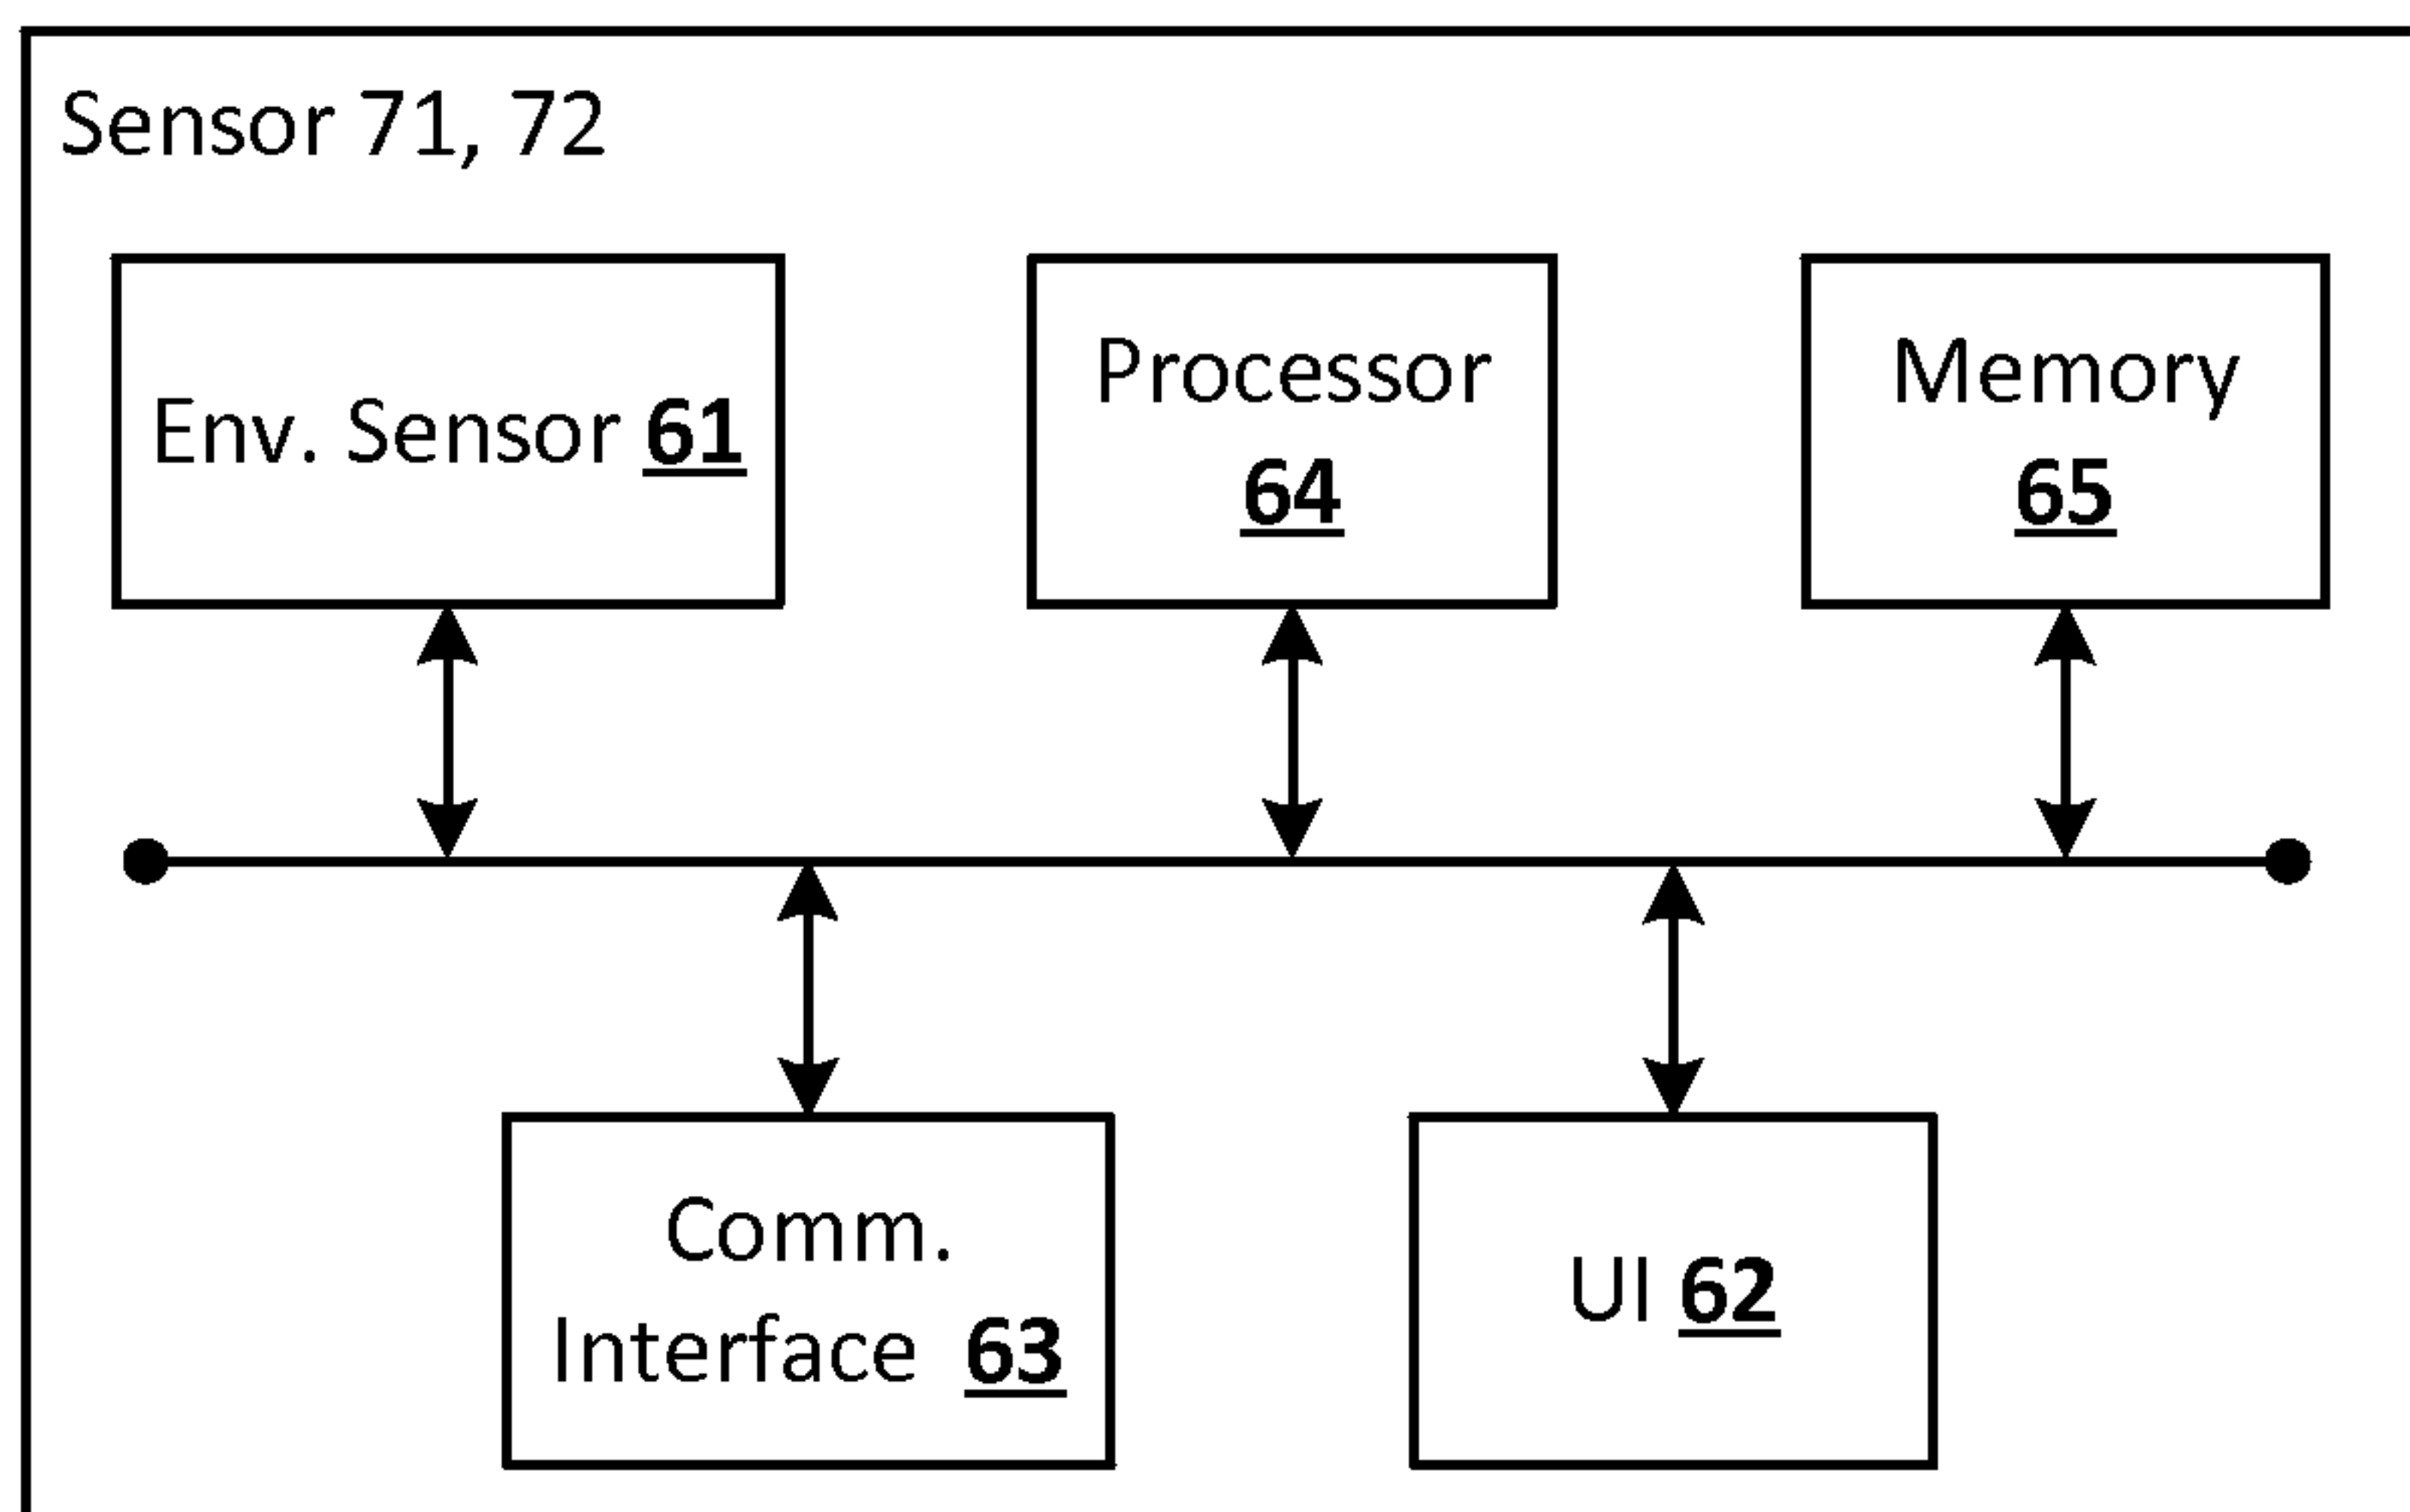 Sensor 71, 72
Env. Sensor 61
Processor
64
Memory
65
Comm.
Interface 63
UI 62